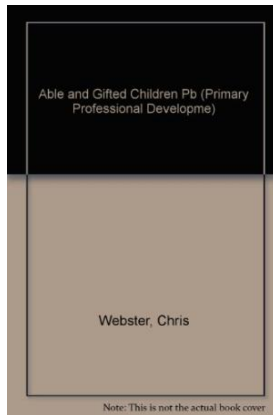 Able and Gifted Children Pb (Primary
Professional Developme)
Webster, Chris
Note: This is not the actual book cover